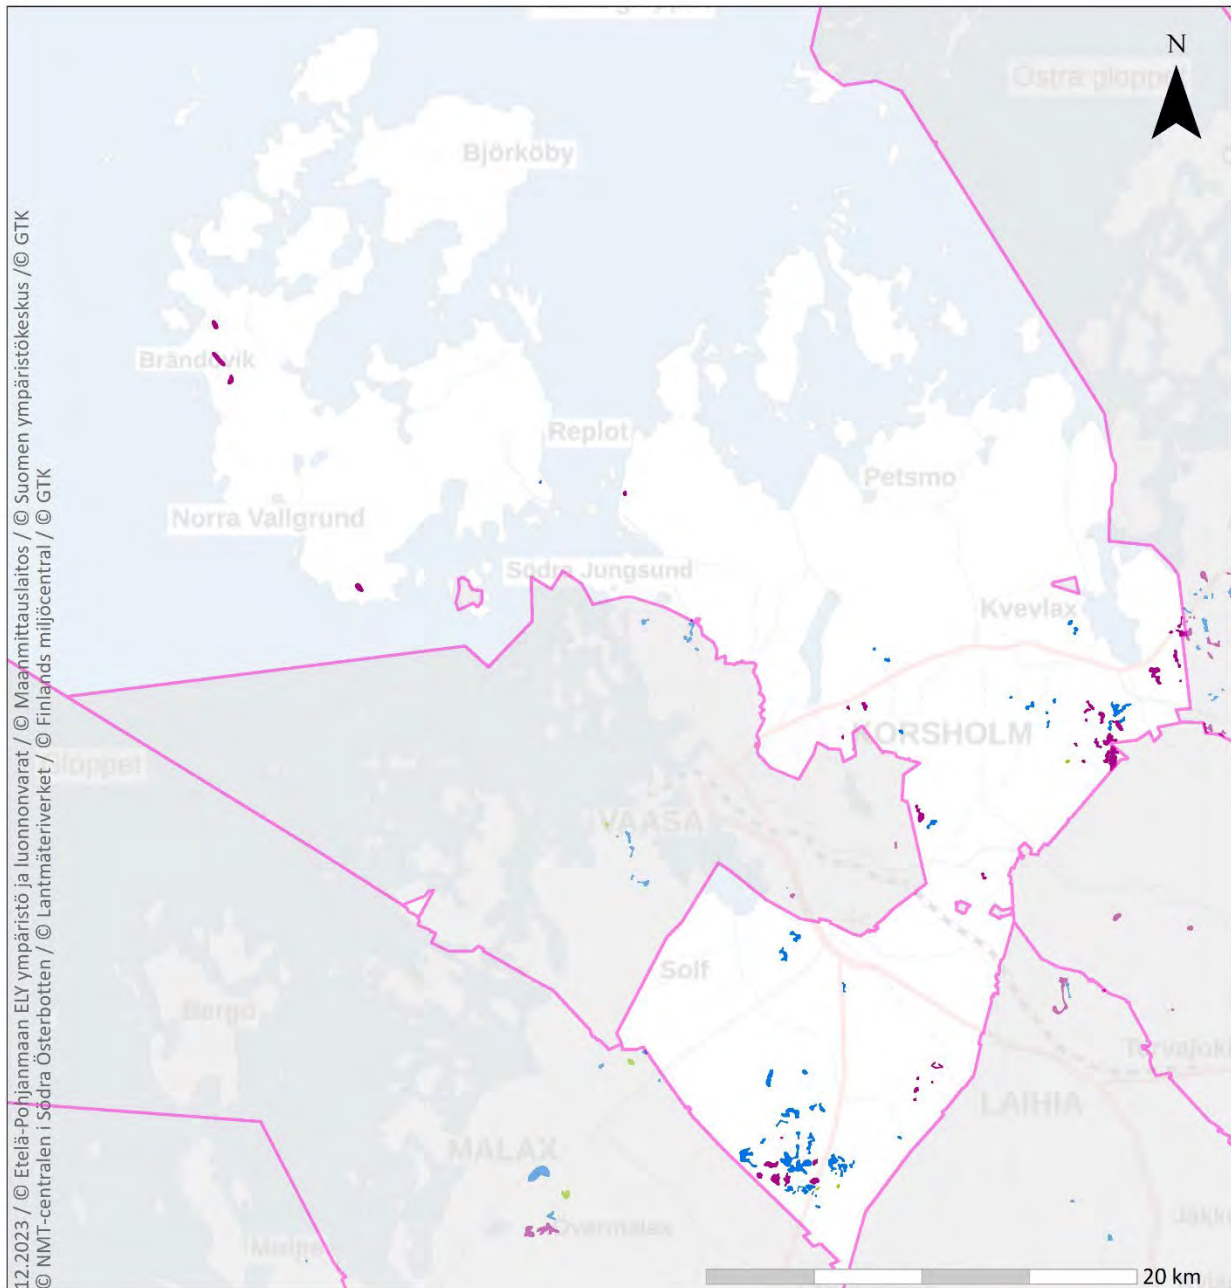 N
Östra gloppet
Björköby
Brändövik
Replot
Petsmo
Norra Vallgrund
Södra Jungsund
Kvevlax
KORSHOLM
Gloppet
VAASA
Solf
Bergö
Tervajoki
LAIHIA
MALAX
Övermalax
20 km
12.2023 / © Etelä-Pohjanmaan ELY ympäristö ja luonnonvarat / © Maanmittauslaitos / © Suomen ympäristökeskus /© GTK
© NMT-centralen i Södra Österbotten / © Lantmäteriverket / © Finlands miljöcentral / © GTK